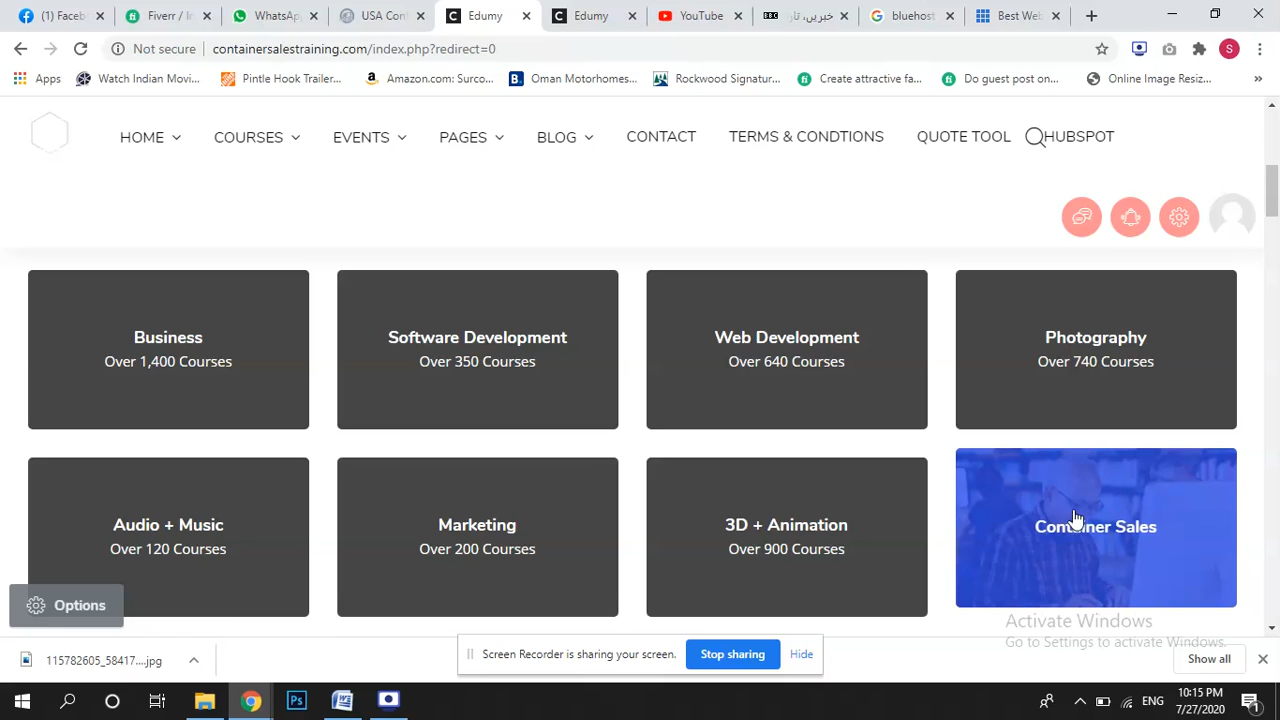 (1) Faceb
Fiverr / In
WhatsApp
USA Con
Edumy
Edumy
YouTube
BBC
خبریں، تاز
bluehost
Best Web
Not secure
containersalestraining.com/index.php?redirect=0
S
Apps
Watch Indian Movi...
Pintle Hook Trailer...
Amazon.com: Surco...
Oman Motorhomes...
Rockwood Signatur...
Create attractive fa...
Do guest post on...
Online Image Resiz...
HOME
COURSES
EVENTS
PAGES
BLOG
CONTACT
TERMS & CONDTIONS
QUOTE TOOL
HUBSPOT
Business
Over 1,400 Courses
Software Development
Over 350 Courses
Web Development
Over 640 Courses
Photography
Over 740 Courses
Audio + Music
Over 120 Courses
Marketing
Over 200 Courses
3D + Animation
Over 900 Courses
Container Sales
Options
Activate Windows
Go to Settings to activate Windows.
115782605_58417....jpg
Screen Recorder is sharing your screen.
Stop sharing
Hide
Show all
ENG
10:15 PM
7/27/2020